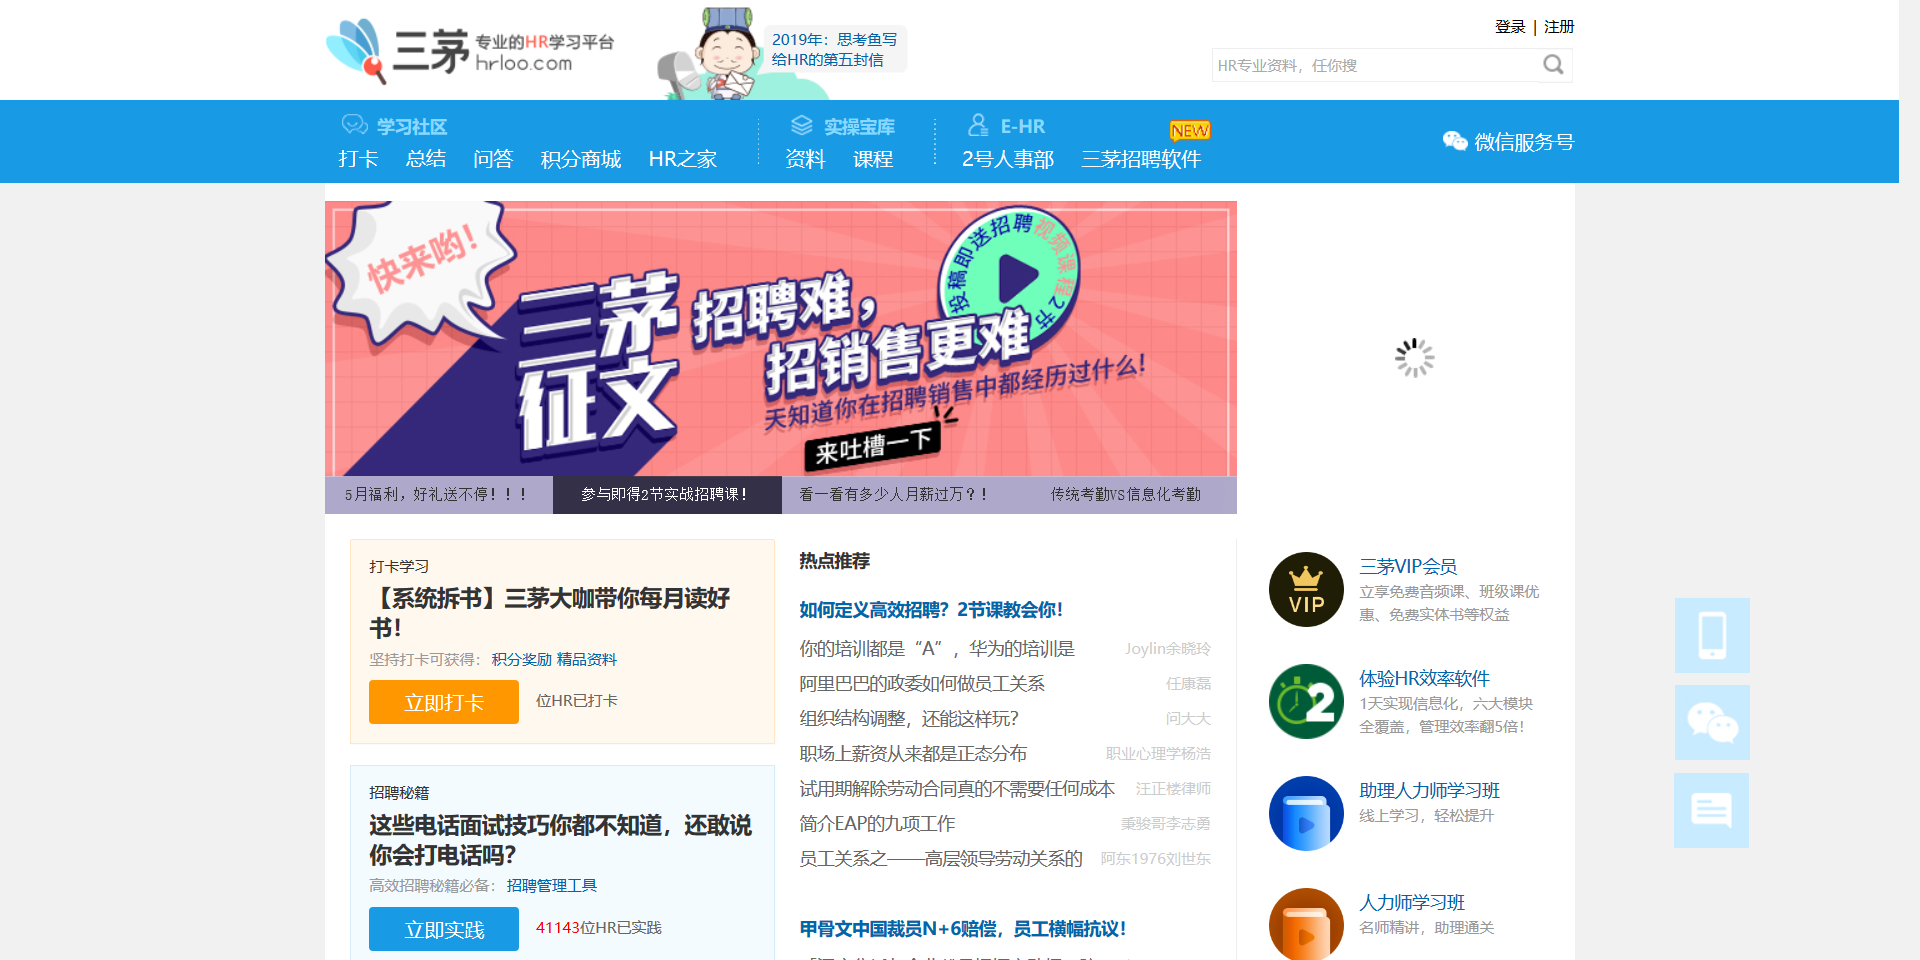 三茅
专业的HR学习平台
hrloo.com
2019年：思考鱼写
给HR的第五封信
登录 | 注册
HR专业资料，任你搜
学习社区
打卡 总结 问答 积分商城 HR之家
实操宝库
资料 课程
E-HR
NEW
2号人事部 三茅招聘软件
微信服务号
快来哟！
三茅
征文
招聘难，
招销售更难
天知道你在招聘销售中都经历过什么！
来吐槽一下
投稿即送招聘视频课程2节
5月福利，好礼送不停！！！
参与即得2节实战招聘课！
看一看有多少人月薪过万？！
传统考勤VS信息化考勤
打卡学习
【系统拆书】三茅大咖带你每月读好
书！
坚持打卡可获得： 积分奖励 精品资料
立即打卡 位HR已打卡
招聘秘籍
这些电话面试技巧你都不知道，还敢说
你会打电话吗？
高效招聘秘籍必备： 招聘管理工具
立即实践 41143位HR已实践
热点推荐
如何定义高效招聘？2节课教会你！
你的培训都是“A”，华为的培训是 Joylin余晓玲
阿里巴巴的政委如何做员工关系 任康磊
组织结构调整，还能这样玩？ 问大大
职场上薪资从来都是正态分布 职业心理学杨浩
试用期解除劳动合同真的不需要任何成本 汪正楼律师
简介EAP的九项工作 秉骏哥李志勇
员工关系之——高层领导劳动关系的 阿东1976刘世东
甲骨文中国裁员N+6赔偿，员工横幅抗议！
VIP
三茅VIP会员
立享免费音频课、班级课优
惠、免费实体书等权益
2
体验HR效率软件
1天实现信息化，六大模块
全覆盖，管理效率翻5倍！
助理人力师学习班
线上学习，轻松提升
人力师学习班
名师精讲，助理通关